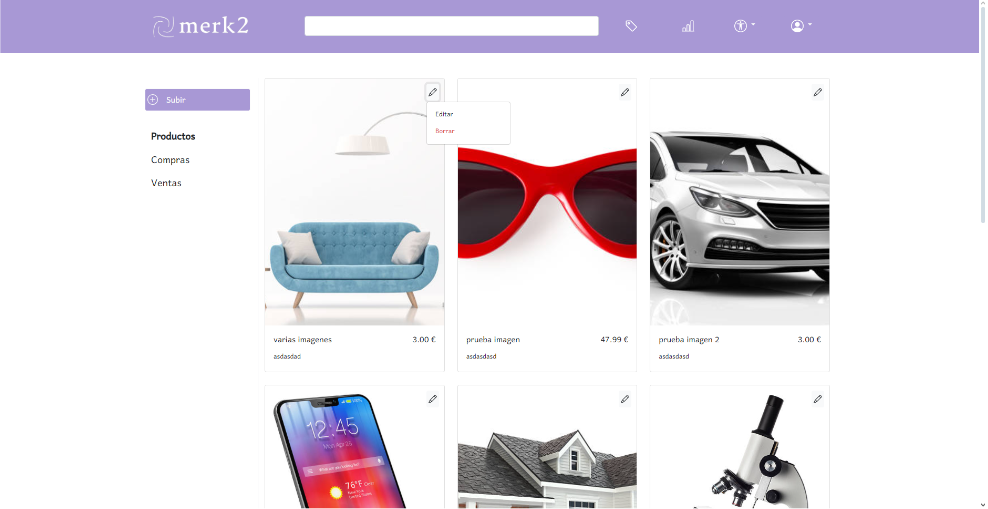 merk2
Subir
Productos
Compras
Ventas
Editar
Borrar
varias imagenes 3.00 €
asdasdad
prueba imagen 47.99 €
asdasdasd
prueba imagen 2 3.00 €
asdasdasd
12:45
78°F